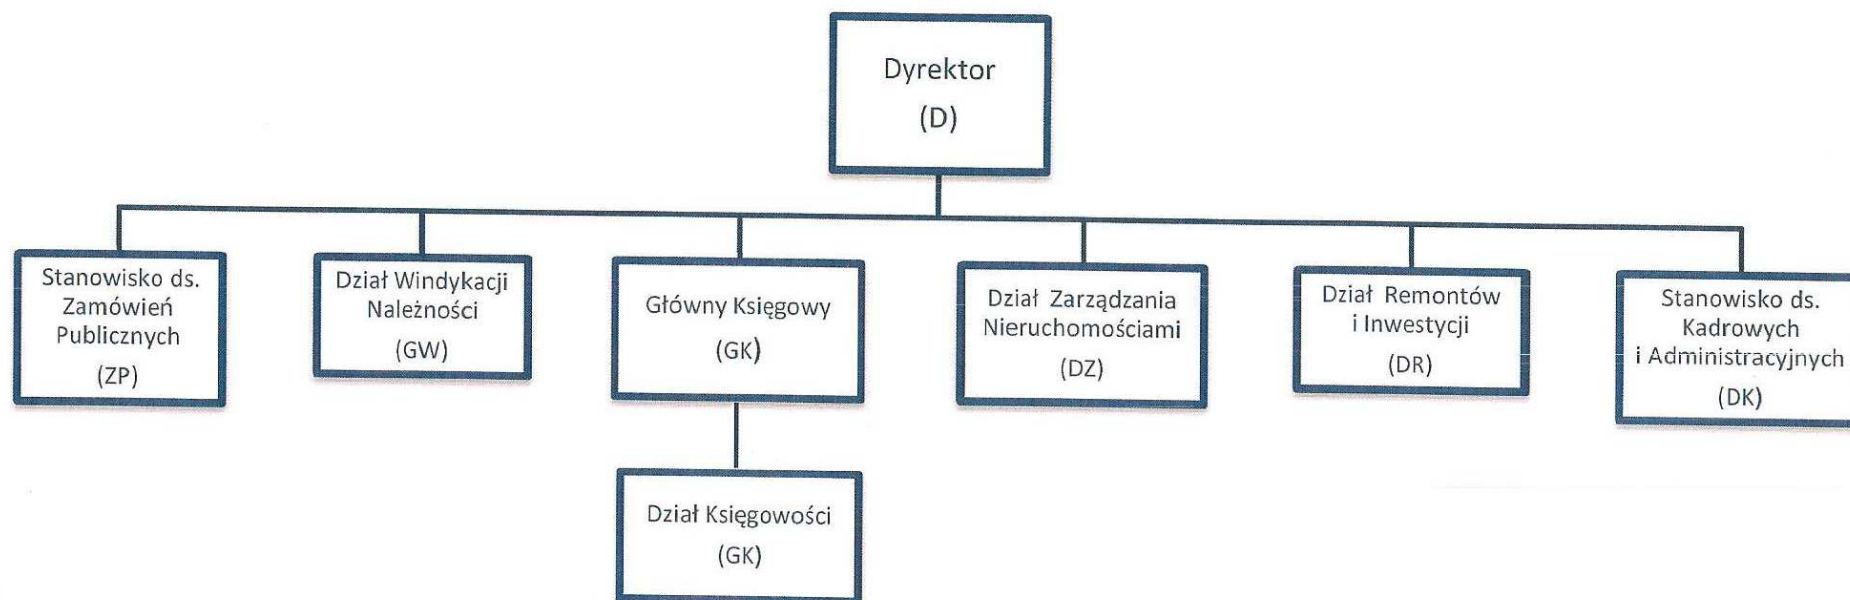 Dyrektor
(D)
Stanowisko ds.
Zamówień
Publicznych
(ZP)
Dział Windykacji
Należności
(GW)
Główny Księgowy
(GK)
Dział Zarządzania
Nieruchomościami
(DZ)
Dział Remontów
i Inwestycji
(DR)
Stanowisko ds.
Kadrowych
i Administracyjnych
(DK)
Dział Księgowości
(GK)